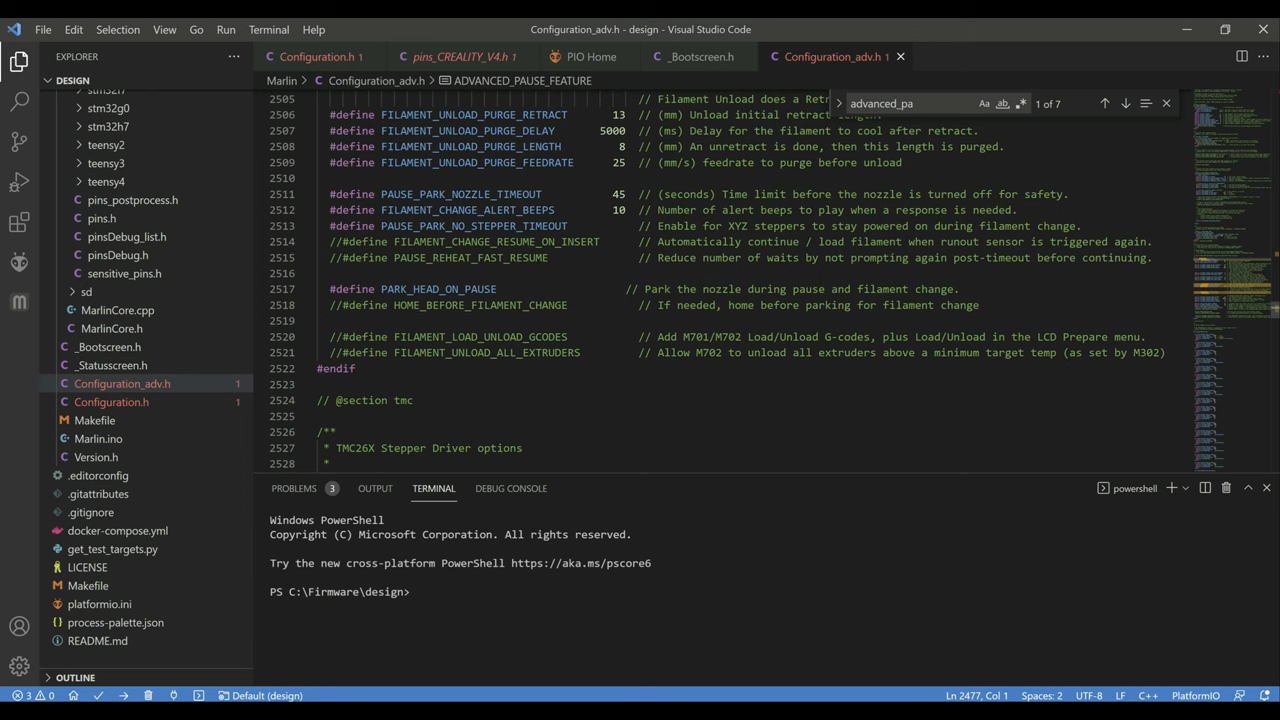 File Edit Selection View Go Run Terminal Help
Configuration_adv.h - design - Visual Studio Code
EXPLORER
Configuration.h 1
pins_CREALITY_V4.h 1
PIO Home
_Bootscreen.h
Configuration_adv.h 1
DESIGN
Marlin > Configuration_adv.h > ADVANCED_PAUSE_FEATURE
advanced_pa
Aa ab
1 of 7
stm32g0
stm32h7
teensy2
teensy3
teensy4
pins_postprocess.h
pins.h
pinsDebug_list.h
pinsDebug.h
sensitive_pins.h
sd
MarlinCore.cpp
MarlinCore.h
_Bootscreen.h
_Statusscreen.h
Configuration_adv.h 1
Configuration.h 1
Makefile
Marlin.ino
Version.h
.editorconfig
.gitattributes
.gitignore
docker-compose.yml
get_test_targets.py
LICENSE
Makefile
platformio.ini
process-palette.json
README.md
OUTLINE
2505 // Filament Unload does a Retr
2506 #define FILAMENT_UNLOAD_PURGE_RETRACT 13 // (mm) Unload initial retract length.
2507 #define FILAMENT_UNLOAD_PURGE_DELAY 5000 // (ms) Delay for the filament to cool after retract.
2508 #define FILAMENT_UNLOAD_PURGE_LENGTH 8 // (mm) An unretract is done, then this length is purged.
2509 #define FILAMENT_UNLOAD_PURGE_FEEDRATE 25 // (mm/s) feedrate to purge before unload
2510
2511 #define PAUSE_PARK_NOZZLE_TIMEOUT 45 // (seconds) Time limit before the nozzle is turned off for safety.
2512 #define FILAMENT_CHANGE_ALERT_BEEPS 10 // Number of alert beeps to play when a response is needed.
2513 #define PAUSE_PARK_NO_STEPPER_TIMEOUT // Enable for XYZ steppers to stay powered on during filament change.
2514 //#define FILAMENT_CHANGE_RESUME_ON_INSERT // Automatically continue / load filament when runout sensor is triggered again.
2515 //#define PAUSE_REHEAT_FAST_RESUME // Reduce number of waits by not prompting again post-timeout before continuing.
2516
2517 #define PARK_HEAD_ON_PAUSE // Park the nozzle during pause and filament change.
2518 //#define HOME_BEFORE_FILAMENT_CHANGE // If needed, home before parking for filament change
2519
2520 //#define FILAMENT_LOAD_UNLOAD_GCODES // Add M701/M702 Load/Unload G-codes, plus Load/Unload in the LCD Prepare menu.
2521 //#define FILAMENT_UNLOAD_ALL_EXTRUDERS // Allow M702 to unload all extruders above a minimum target temp (as set by M302)
2522 #endif
2523
2524 // @section tmc
2525
2526 /**
2527 * TMC26X Stepper Driver options
2528 *
PROBLEMS 3 OUTPUT TERMINAL DEBUG CONSOLE
powershell
Windows PowerShell
Copyright (C) Microsoft Corporation. All rights reserved.
Try the new cross-platform PowerShell https://aka.ms/pscore6
PS C:\Firmware\design>
3 0 Default (design)
Ln 2477, Col 1 Spaces: 2 UTF-8 LF C++ PlatformIO